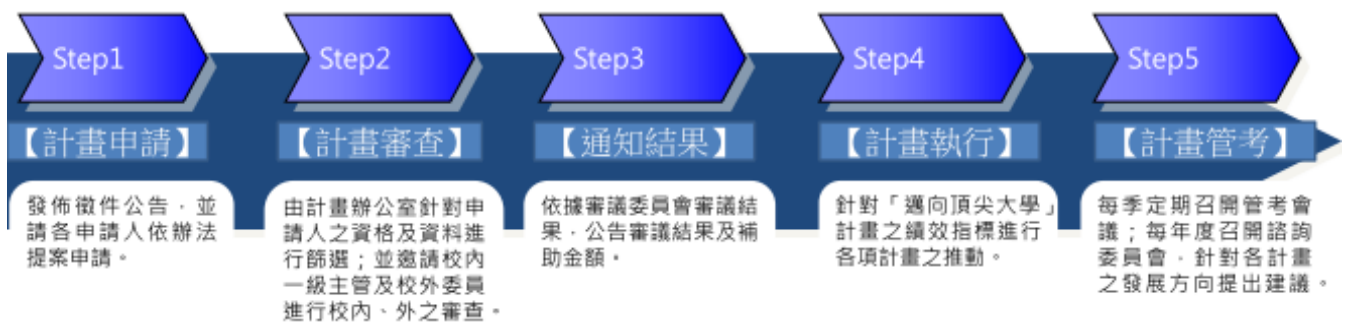 Step1
【計畫申請】
發佈徵件公告，並
請各申請人依辦法
提案申請。
Step2
【計畫審查】
由計畫辦公室針對申
請人之資格及資料進
行篩選；並邀請校內
一級主管及校外委員
進行校內、外之審查。
Step3
【通知結果】
依據審議委員會審議結
果，公告審議結果及補
助金額。
Step4
【計畫執行】
針對「邁向頂尖大學」
計畫之績效指標進行
各項計畫之推動。
Step5
【計畫管考】
每季定期召開管考會
議；每年度召開諮詢
委員會，針對各計畫
之發展方向提出建議。